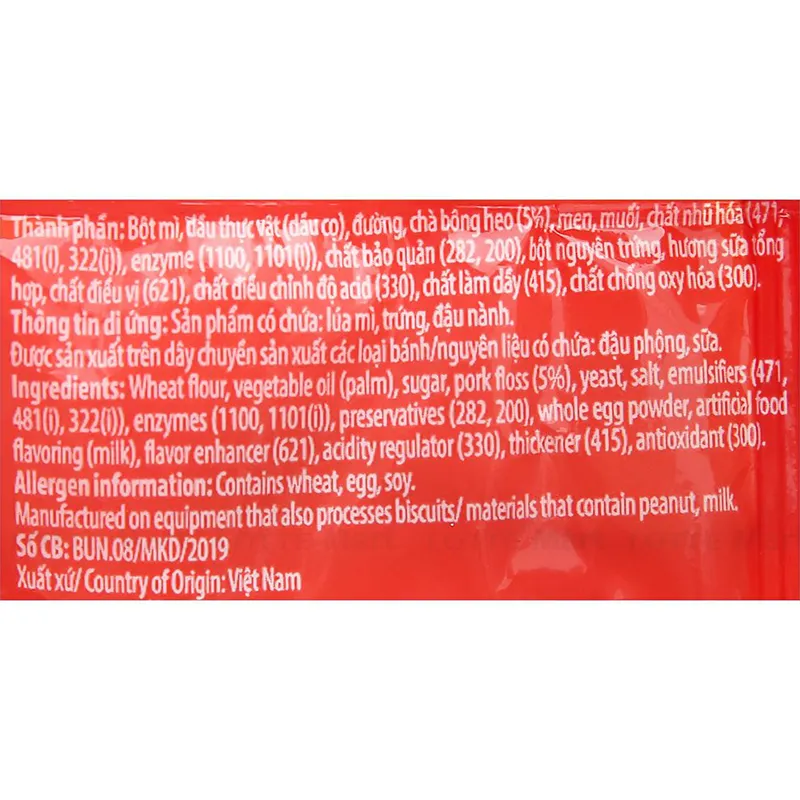 Thành phần: Bột mì, dầu thực vật (dầu cọ), đường, chà bông heo (5%), men, muối, chất nhũ hóa (471,
481(i), 322(i)), enzyme (1100, 1101(i)), chất bảo quản (282, 200), bột nguyên trứng, hương sữa tổng
hợp, chất điều vị (621), chất điều chỉnh độ acid (330), chất làm dầy (415), chất chống oxy hóa (300).
Thông tin dị ứng: Sản phẩm có chứa: lúa mì, trứng, đậu nành.
Được sản xuất trên dây chuyền sản xuất các loại bánh/nguyên liệu có chứa: đậu phông, sữa.
Ingredients: Wheat flour, vegetable oil (palm), sugar, pork floss (5%), yeast, salt, emulsifiers (471,
481(i), 322(i)), enzymes (1100, 1101(i)), preservatives (282, 200), whole egg powder, artificial food
flavoring (milk), flavor enhancer (621), acidity regulator (330), thickener (415), antioxidant (300).
Allergen information: Contains wheat, egg, soy.
Manufactured on equipment that also processes biscuits/ materials that contain peanut, milk.
Số CB: BUN.08/MKD/2019
Xuất xứ/ Country of Origin: Việt Nam